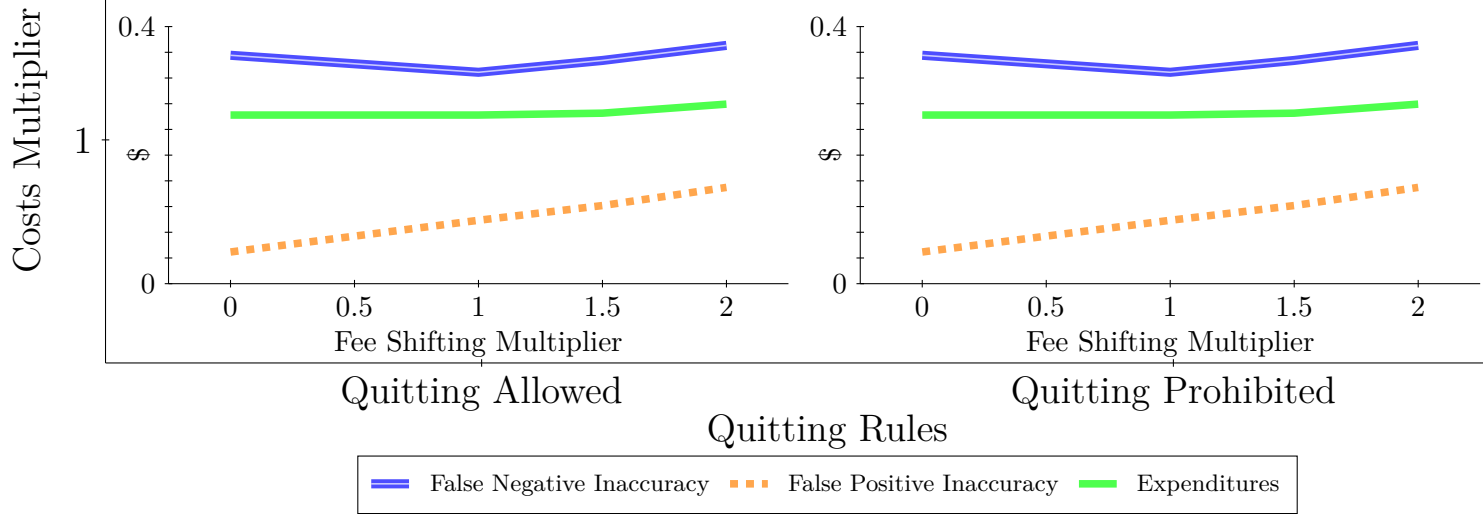 Costs Multiplier
1
0.4
$
0
0 0.5 1 1.5 2
Fee Shifting Multiplier
0.4
$
0
0 0.5 1 1.5 2
Fee Shifting Multiplier
Quitting Allowed
Quitting Prohibited
Quitting Rules
False Negative Inaccuracy False Positive Inaccuracy Expenditures